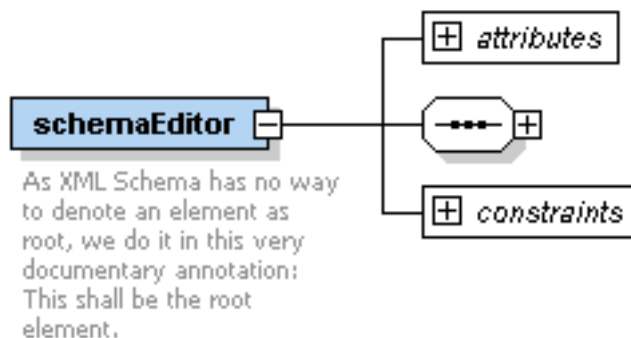 attributes
schemaEditor
As XML Schema has no way
to denote an element as
root, we do it in this very
documentary annotation:
This shall be the root
element.
constraints